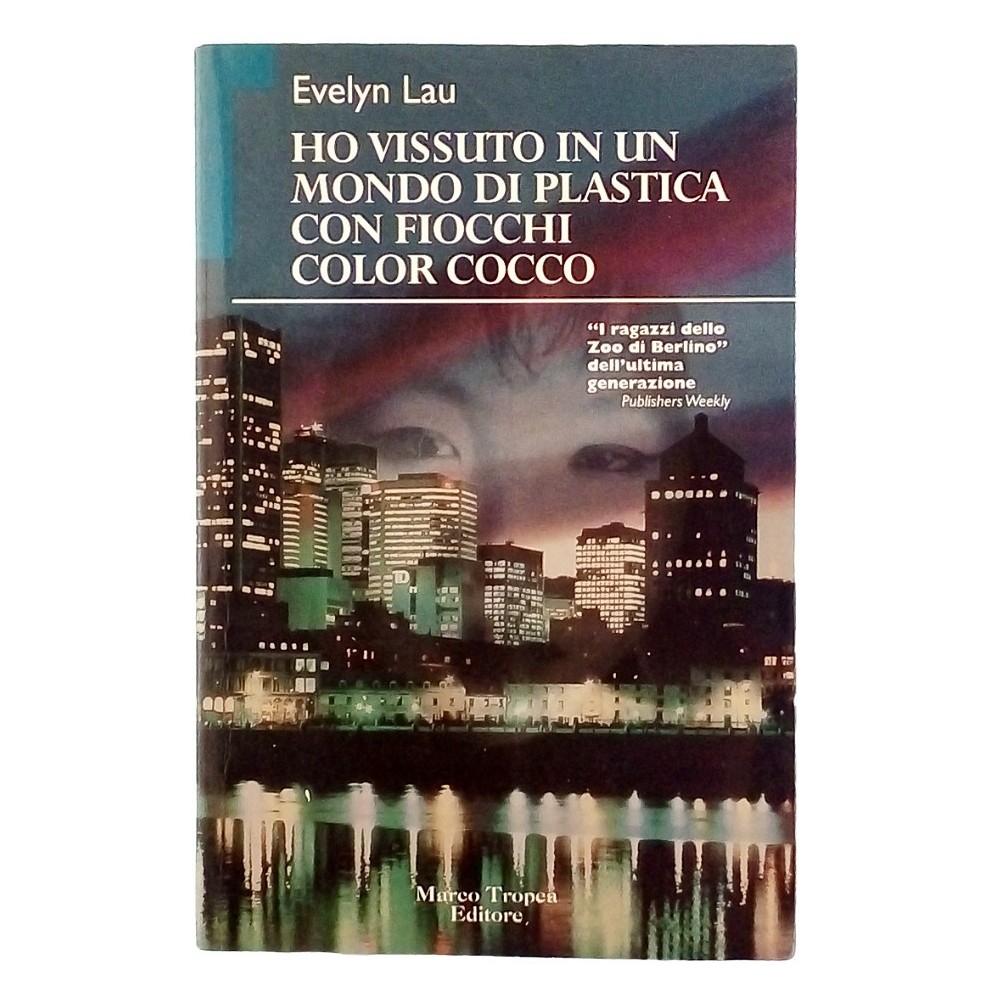 Evelyn Lau
HO VISSUTO IN UN
MONDO DI PLASTICA
CON FIOCCHI
COLOR COCCO
“I ragazzi dello
Zoo di Berlino”
dell’ultima
generazione
Publishers Weekly
Marco Tropea
Editore